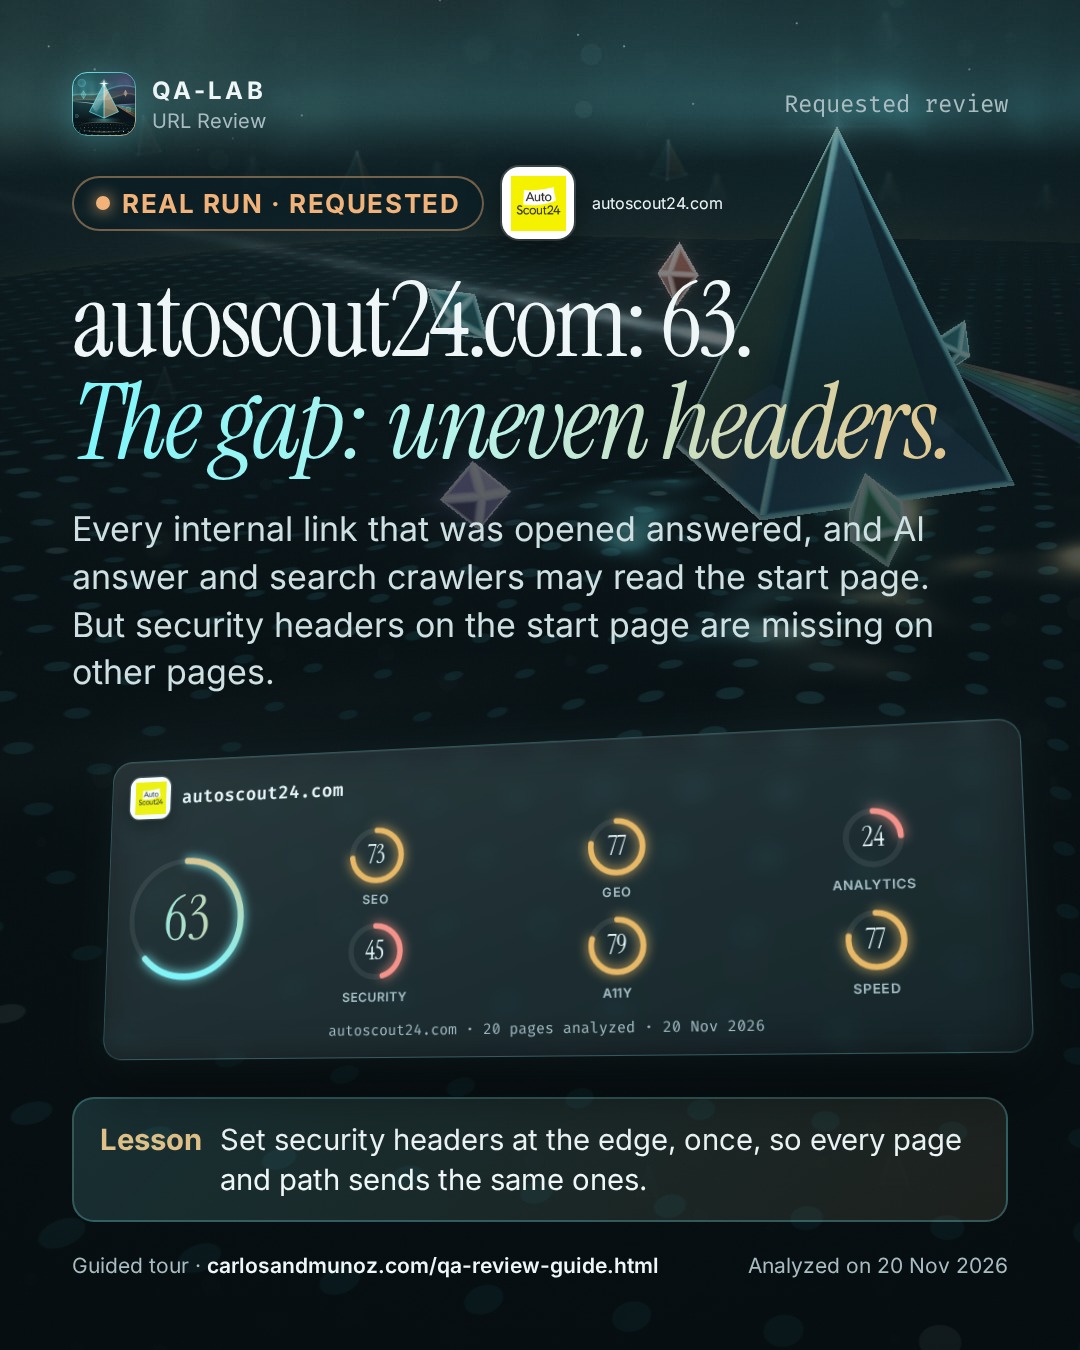 QA-LAB
URL Review
Requested review
REAL RUN · REQUESTED
Auto
Scout24
autoscout24.com
autoscout24.com: 63.
The gap: uneven headers.
Every internal link that was opened answered, and AI
answer and search crawlers may read the start page.
But security headers on the start page are missing on
other pages.
Auto
Scout24
autoscout24.com
63
73
SEO
77
GEO
24
ANALYTICS
45
SECURITY
79
A11Y
77
SPEED
autoscout24.com · 20 pages analyzed · 20 Nov 2026
Lesson
Set security headers at the edge, once, so every page
and path sends the same ones.
Guided tour · carlosandmunoz.com/qa-review-guide.html
Analyzed on 20 Nov 2026